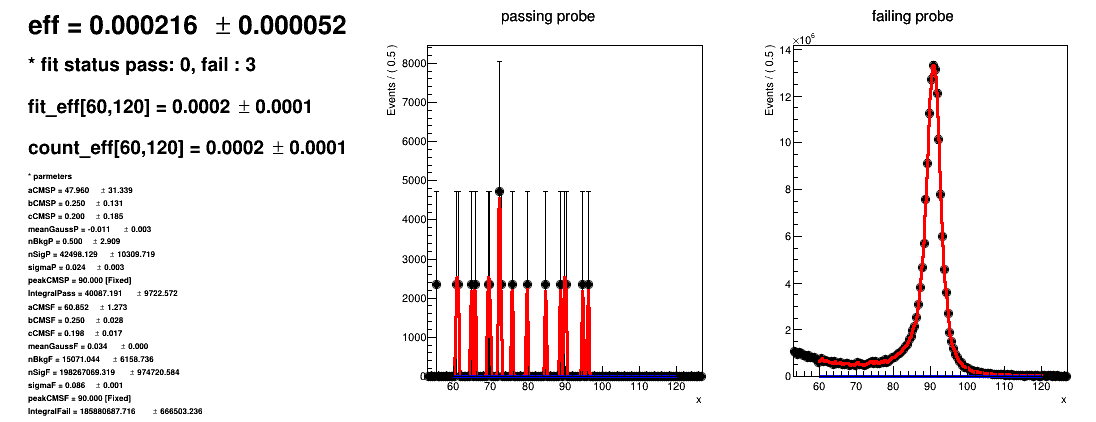 eff = 0.000216 ± 0.000052
* fit status pass: 0, fail : 3
fit_eff[60,120] = 0.0002 ± 0.0001
count_eff[60,120] = 0.0002 ± 0.0001
* parmeters
aCMSP = 47.960 ± 31.339
bCMSP = 0.250 ± 0.131
cCMSP = 0.200 ± 0.185
meanGaussP = -0.011 ± 0.003
nBkgP = 0.500 ± 2.909
nSigP = 42498.129 ± 10309.719
sigmaP = 0.024 ± 0.003
peakCMSP = 90.000 [Fixed]
IntegralPass = 40087.191 ± 9722.572
aCMSF = 60.852 ± 1.273
bCMSF = 0.250 ± 0.028
cCMSF = 0.198 ± 0.017
meanGaussF = 0.034 ± 0.000
nBkgF = 15071.044 ± 6158.736
nSigF = 198267069.319 ± 974720.584
sigmaF = 0.086 ± 0.001
peakCMSF = 90.000 [Fixed]
IntegralFail = 185880687.716 ± 666503.236
passing probe
Events / ( 0.5 )
8000
7000
6000
5000
4000
3000
2000
1000
0
60 70 80 90 100 110 120
x
failing probe
×10⁶
Events / ( 0.5 )
14
12
10
8
6
4
2
0
60 70 80 90 100 110 120
x